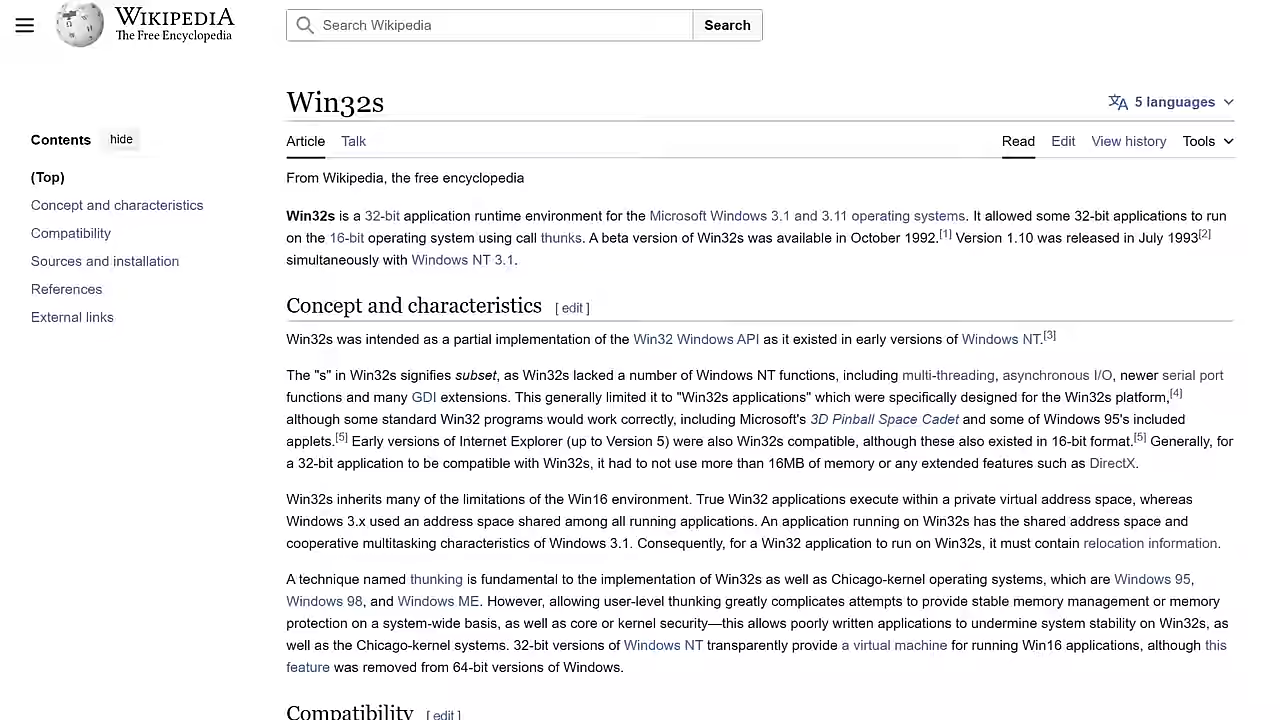 WIKIPEDIA
The Free Encyclopedia
Search Wikipedia
Search
Win32s
5 languages
Contents hide
Article Talk
Read Edit View history Tools
(Top)
Concept and characteristics
Compatibility
Sources and installation
References
External links
From Wikipedia, the free encyclopedia
Win32s is a 32-bit application runtime environment for the Microsoft Windows 3.1 and 3.11 operating systems. It allowed some 32-bit applications to run
on the 16-bit operating system using call thunks. A beta version of Win32s was available in October 1992.[1] Version 1.10 was released in July 1993[2]
simultaneously with Windows NT 3.1.
Concept and characteristics [ edit ]
Win32s was intended as a partial implementation of the Win32 Windows API as it existed in early versions of Windows NT.[3]
The "s" in Win32s signifies subset, as Win32s lacked a number of Windows NT functions, including multi-threading, asynchronous I/O, newer serial port
functions and many GDI extensions. This generally limited it to "Win32s applications" which were specifically designed for the Win32s platform,[4]
although some standard Win32 programs would work correctly, including Microsoft's 3D Pinball Space Cadet and some of Windows 95's included
applets.[5] Early versions of Internet Explorer (up to Version 5) were also Win32s compatible, although these also existed in 16-bit format.[5] Generally, for
a 32-bit application to be compatible with Win32s, it had to not use more than 16MB of memory or any extended features such as DirectX.
Win32s inherits many of the limitations of the Win16 environment. True Win32 applications execute within a private virtual address space, whereas
Windows 3.x used an address space shared among all running applications. An application running on Win32s has the shared address space and
cooperative multitasking characteristics of Windows 3.1. Consequently, for a Win32 application to run on Win32s, it must contain relocation information.
A technique named thunking is fundamental to the implementation of Win32s as well as Chicago-kernel operating systems, which are Windows 95,
Windows 98, and Windows ME. However, allowing user-level thunking greatly complicates attempts to provide stable memory management or memory
protection on a system-wide basis, as well as core or kernel security—this allows poorly written applications to undermine system stability on Win32s, as
well as the Chicago-kernel systems. 32-bit versions of Windows NT transparently provide a virtual machine for running Win16 applications, although this
feature was removed from 64-bit versions of Windows.
Compatibility [ edit ]